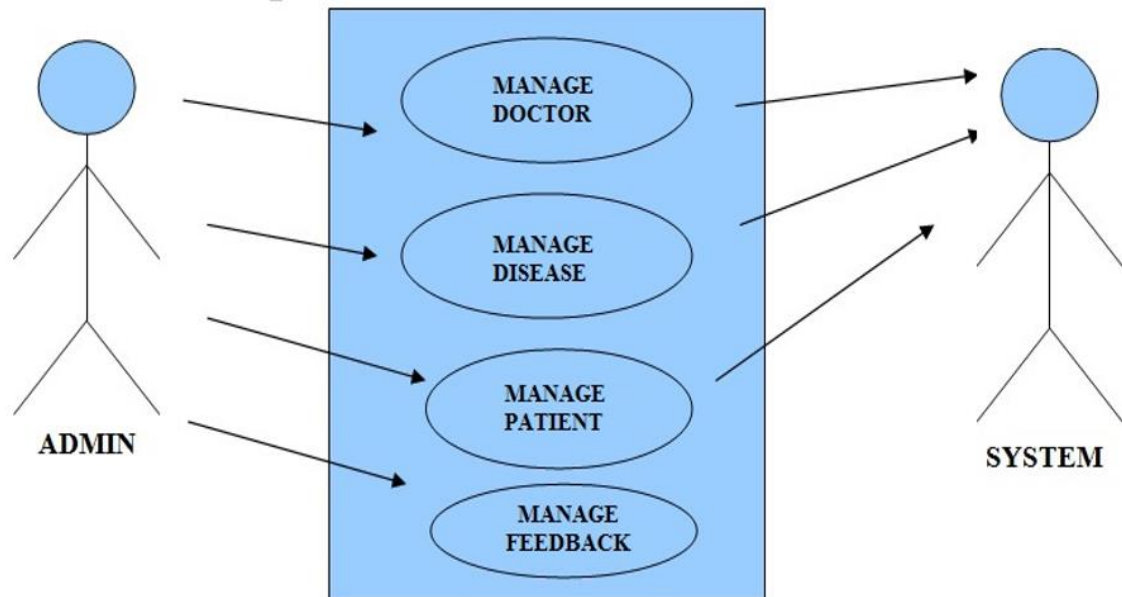 MANAGE
DOCTOR
MANAGE
DISEASE
MANAGE
PATIENT
MANAGE
FEEDBACK
ADMIN
SYSTEM